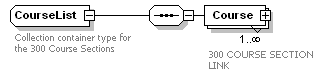 CourseList
Course
Collection container type for
the 300 Course Sections
1..∞
300 COURSE SECTION
LINK